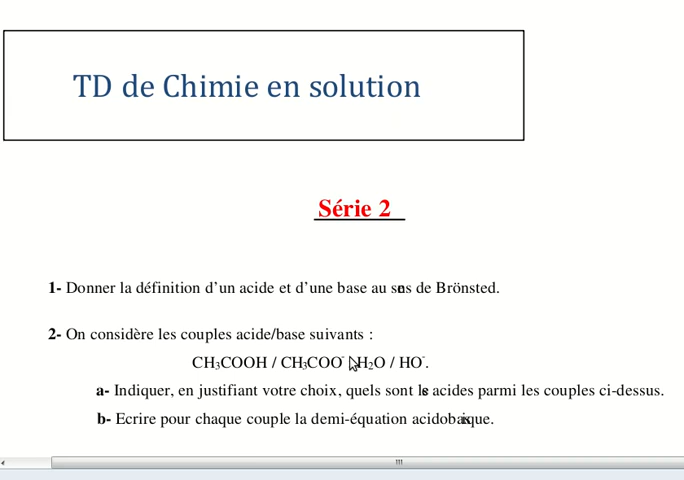 TD de Chimie en solution
Série 2
1- Donner la définition d'un acide et d'une base au sens de Brönsted.
2- On considère les couples acide/base suivants :
CH₃COOH / CH₃COO⁻ H₂O / HO⁻.
a- Indiquer, en justifiant votre choix, quels sont les acides parmi les couples ci-dessus.
b- Ecrire pour chaque couple la demi-équation acidobasique.